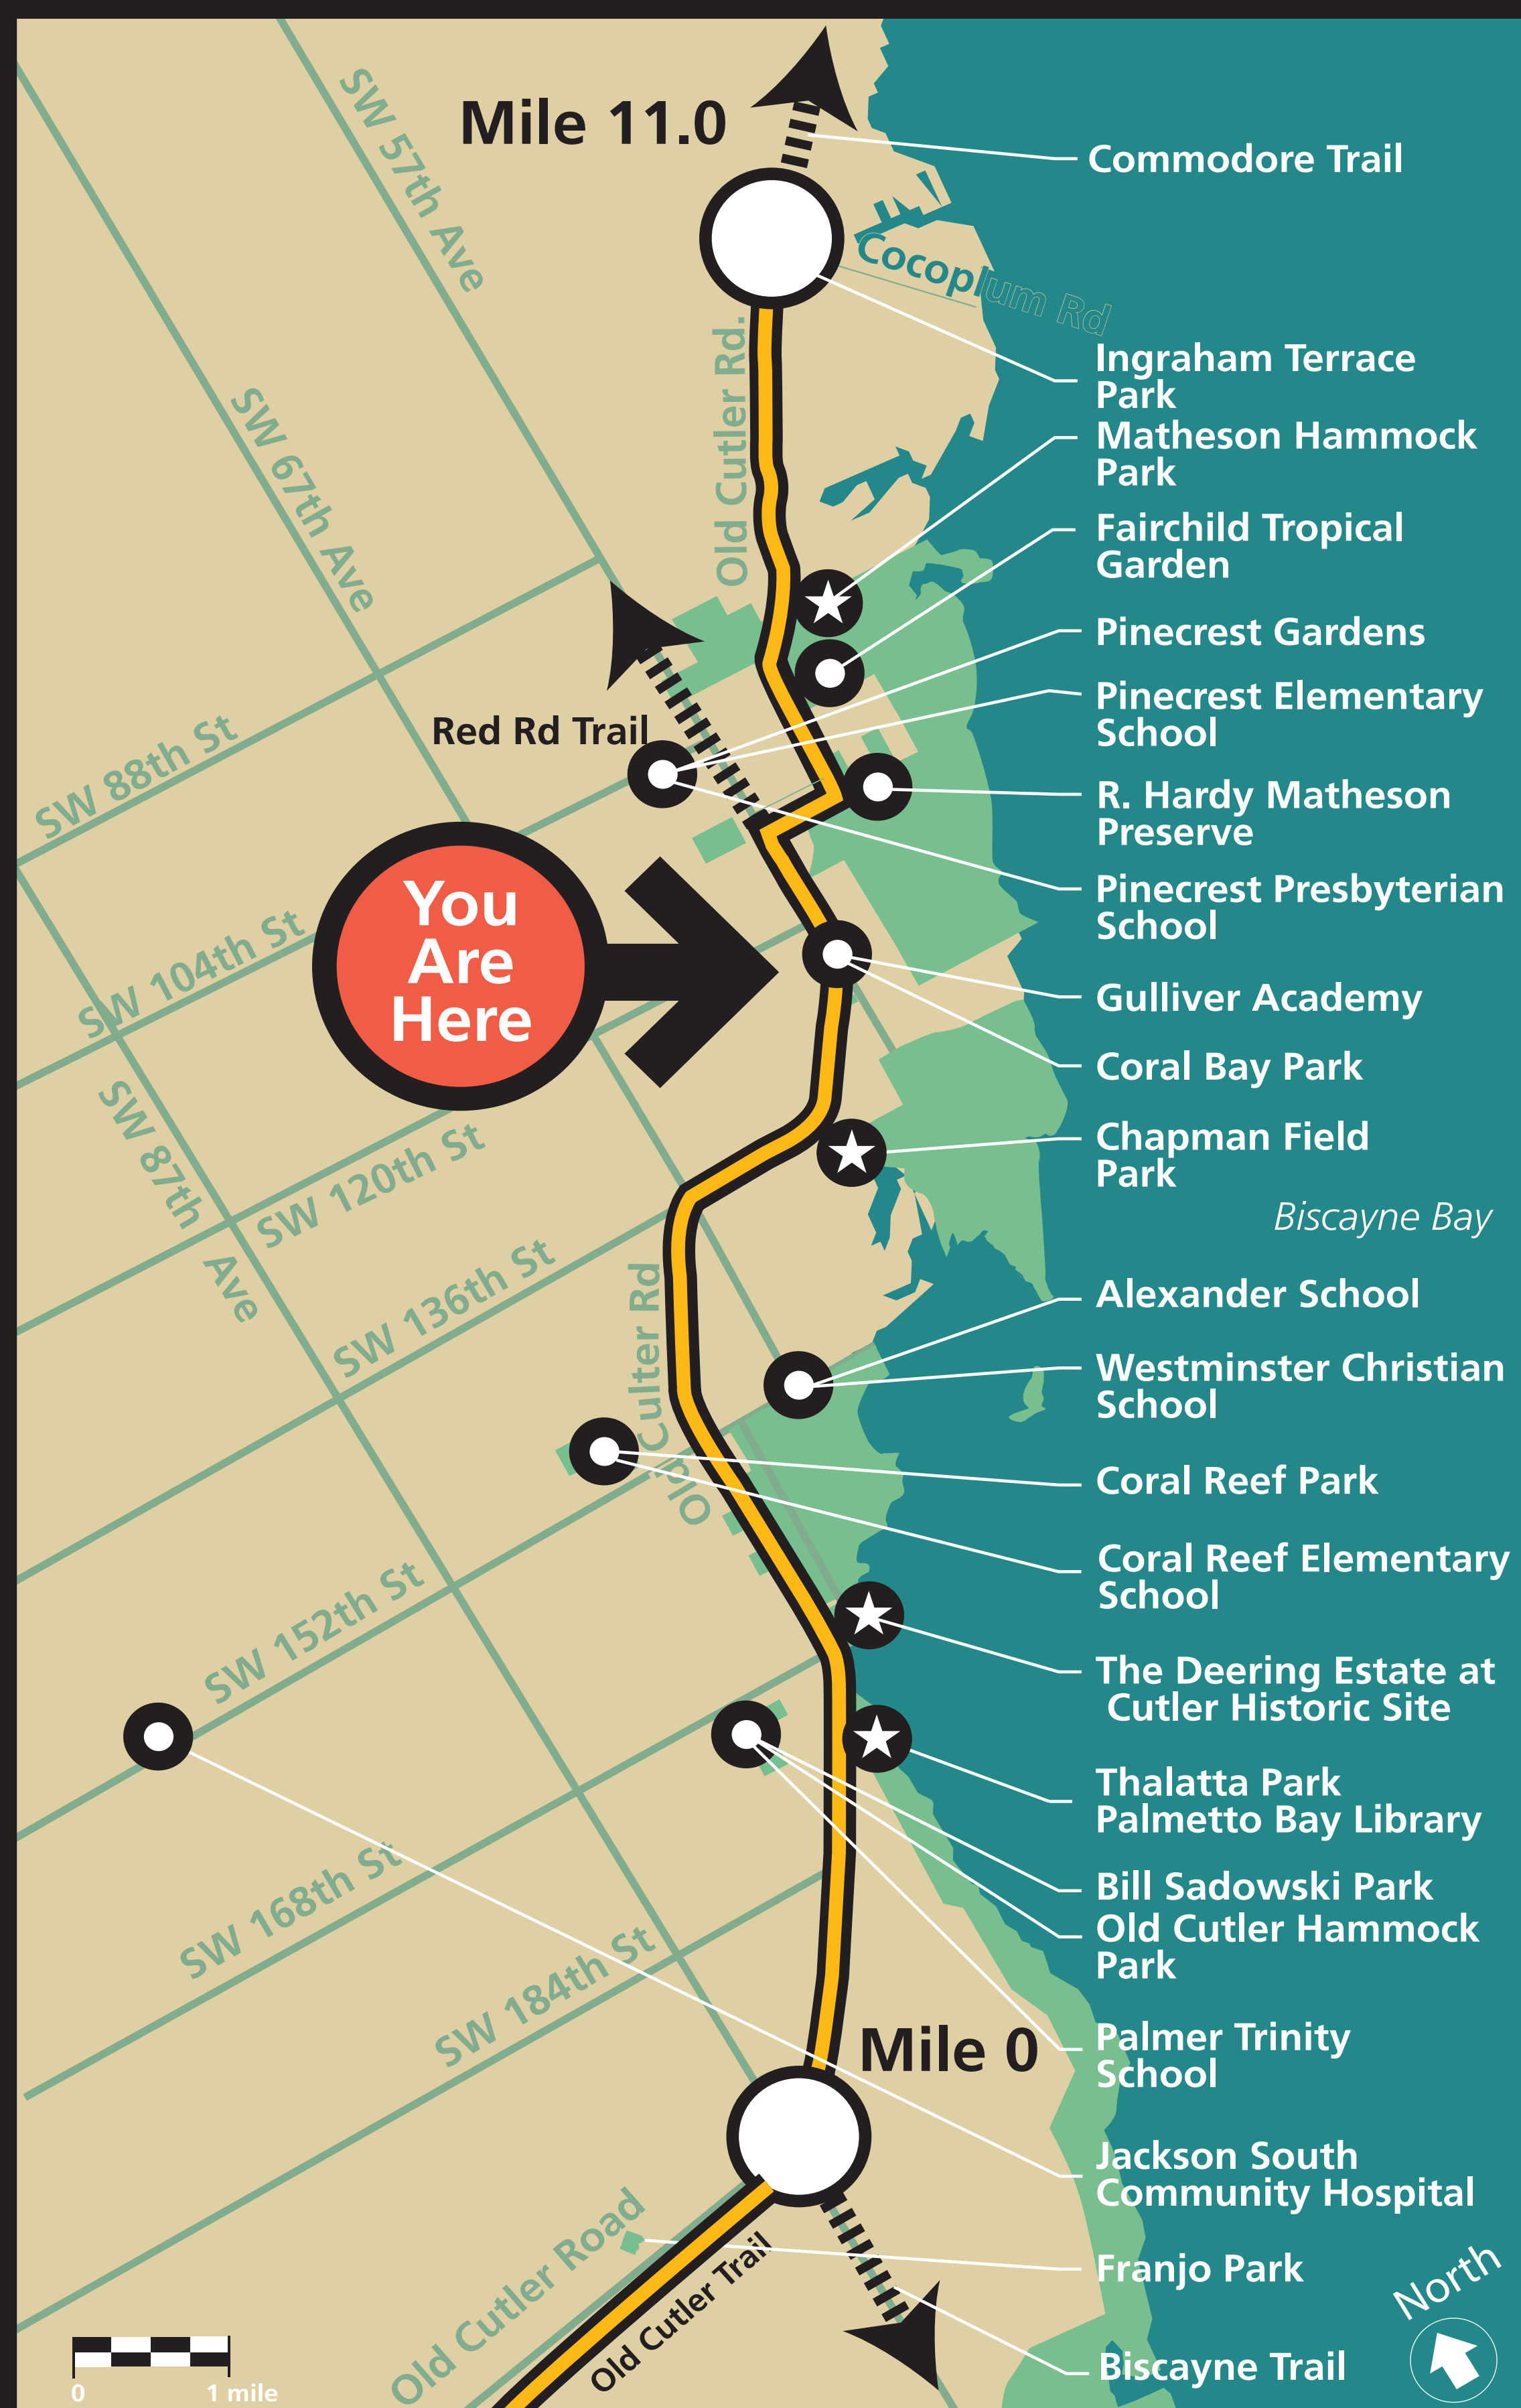 Mile 11.0
SW 57th Ave
Commodore Trail
Cocoplum Rd
Old Cutler Rd.
Ingraham Terrace
Park
SW 67th Ave
Matheson Hammock
Park
Fairchild Tropical
Garden
Pinecrest Gardens
Pinecrest Elementary
School
Red Rd Trail
SW 88th St
R. Hardy Matheson
Preserve
Pinecrest Presbyterian
School
You
Are
Here
SW 104th St
Gulliver Academy
Coral Bay Park
SW 87th Ave
SW 120th St
Chapman Field
Park
Biscayne Bay
SW 136th St
Old Culter Rd
Alexander School
Westminster Christian
School
Coral Reef Park
Coral Reef Elementary
School
SW 152th St
The Deering Estate at
Cutler Historic Site
Thalatta Park
Palmetto Bay Library
SW 168th St
Bill Sadowski Park
Old Cutler Hammock
Park
SW 184th St
Mile 0
Palmer Trinity
School
Jackson South
Community Hospital
Old Cutler Road
Old Cutler Trail
Franjo Park
North
Biscayne Trail
0 1 mile